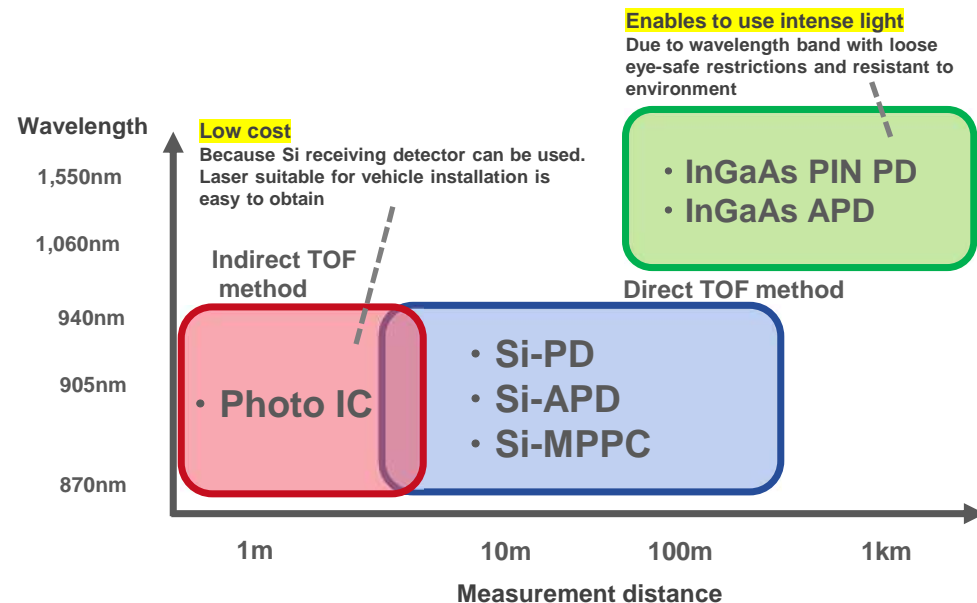 Enables to use intense light
Due to wavelength band with loose
eye-safe restrictions and resistant to
environment
Wavelength
Low cost
Because Si receiving detector can be used.
Laser suitable for vehicle installation is
easy to obtain
1,550nm
1,060nm
940nm
905nm
870nm
・InGaAs PIN PD
・InGaAs APD
Indirect TOF
method
Direct TOF method
・Photo IC
・Si-PD
・Si-APD
・Si-MPPC
1m
10m
100m
1km
Measurement distance